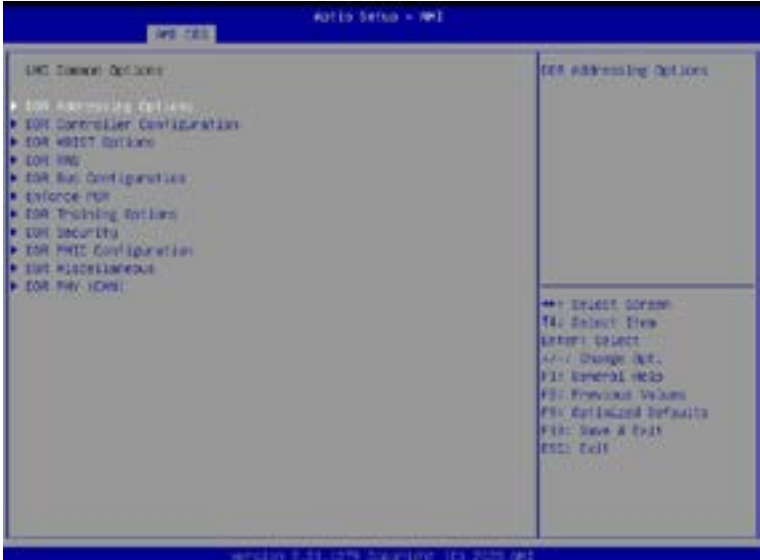 Aptio Setup - AMI
AMD CBS
UMC Common Options
DDR Addressing Options
DDR Addressing Options
DDR Controller Configuration
DDR MBIST Options
DDR RAS
DDR Bus Configuration
Enforce POR
DDR Training Options
DDR Security
DDR PMIC Configuration
DDR Miscellaneous
: Select Screen
: Select Item
Enter: Select
+/-: Change Opt.
F1: General Help
F2: Previous Values
F9: Optimized Defaults
F10: Save & Exit
ESC: Exit
Version Copyright (C) AMI